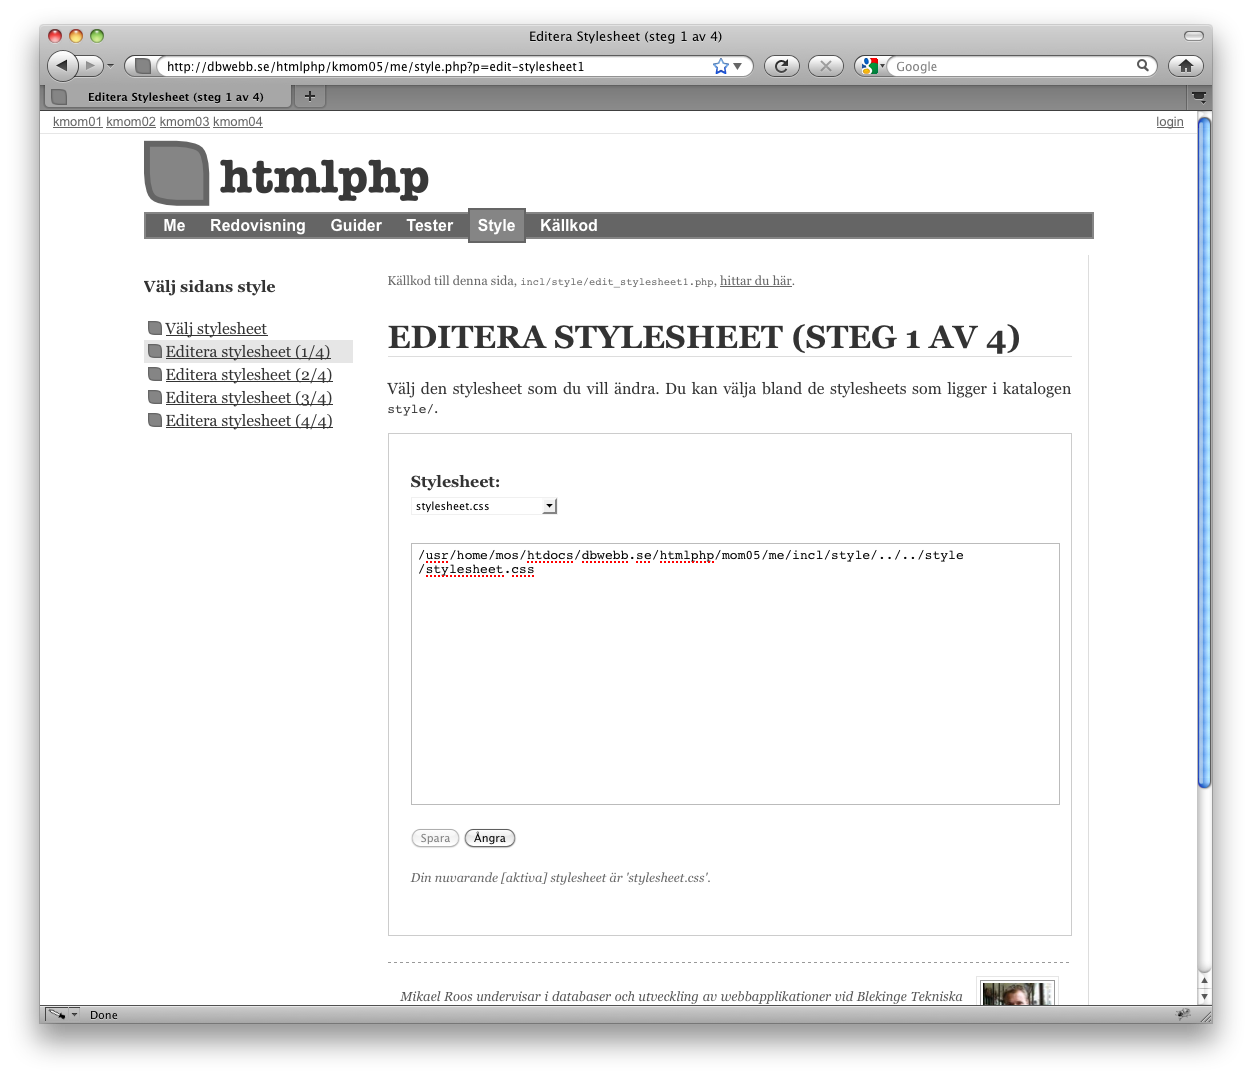 Editera Stylesheet (steg 1 av 4)
http://dbwebb.se/htmlphp/kmom05/me/style.php?p=edit-stylesheet1
Google
Editera Stylesheet (steg 1 av 4)
kmom01 kmom02 kmom03 kmom04
login
htmlphp
Me Redovisning Guider Tester Style Källkod
Välj sidans style
Välj stylesheet
Editera stylesheet (1/4)
Editera stylesheet (2/4)
Editera stylesheet (3/4)
Editera stylesheet (4/4)
Källkod till denna sida, incl/style/edit_stylesheet1.php, hittar du här.
EDITERA STYLESHEET (STEG 1 AV 4)
Välj den stylesheet som du vill ändra. Du kan välja bland de stylesheets som ligger i katalogen
style/.
Stylesheet:
stylesheet.css
/usr/home/mos/htdocs/dbwebb.se/htmlphp/mom05/me/incl/style/../../style
/stylesheet.css
Spara Ångra
Din nuvarande [aktiva] stylesheet är 'stylesheet.css'.
Mikael Roos undervisar i databaser och utveckling av webbapplikationer vid Blekinge Tekniska
Done